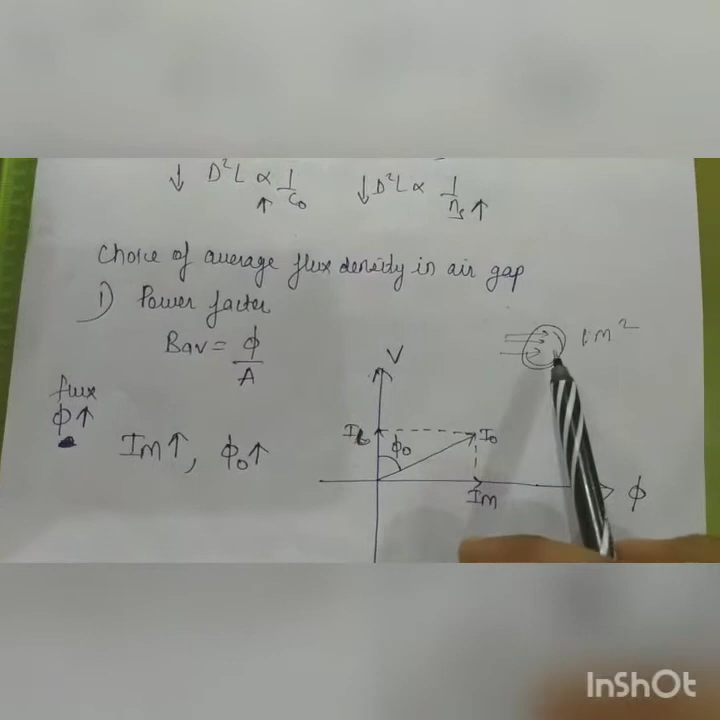 ↓ D²L ∝ 1/C₀ ↑ ↓ D²L ∝ 1/nₛ ↑
Choice of average flux density in air gap
1) Power factor
Bav = ϕ/A
1m²
flux
ϕ↑
Im↑, ϕ₀↑
V
I₀
ϕ₀
Im
ϕ
InShOt